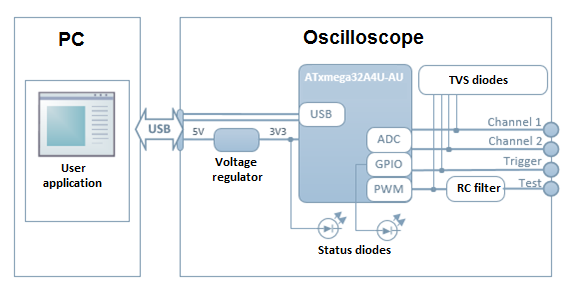 PC
Oscilloscope
ATxmega32A4U-AU
TVS diodes
USB
USB
5V
3V3
Voltage
regulator
ADC
GPIO
PWM
Channel 1
Channel 2
Trigger
Test
RC filter
User
application
Status diodes